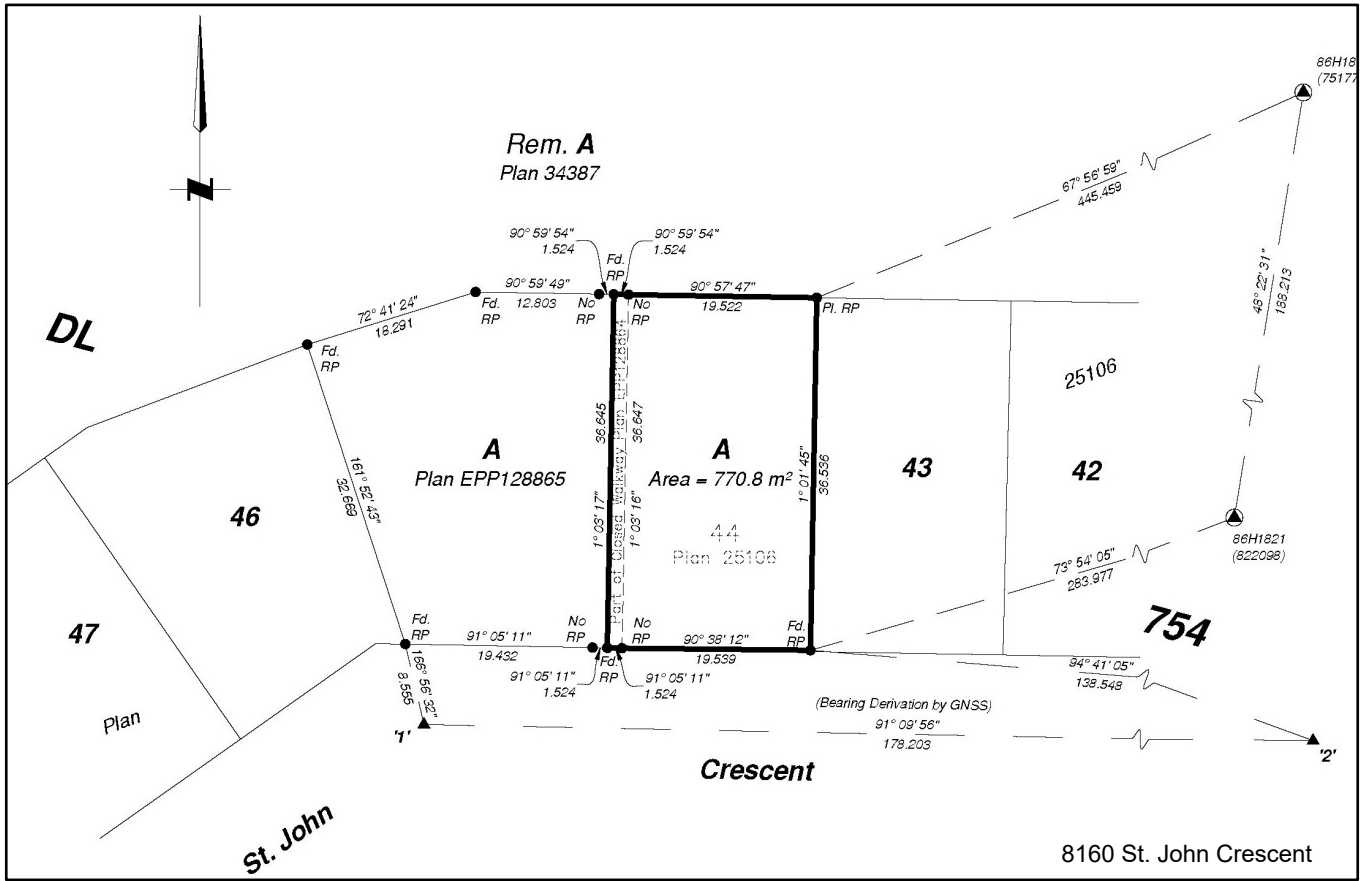 86H18
(75177
Rem. A
Plan 34387
67° 56' 59"
445.459
90° 59' 54"
1.524
90° 59' 54"
1.524
Fd.
RP
90° 59' 49"
12.803
90° 57' 47"
19.522
Fd.
RP
No
RP
No
RP
Pl. RP
72° 41' 24"
18.291
Fd.
RP
DL
48° 22' 31"
188.213
25106
A
Plan EPP128865
36.645
1° 03' 17"
Part of Closed Walkway Plan EPP128864
36.647
1° 03' 16"
A
Area = 770.8 m²
44
Plan 25106
1° 01' 45"
36.536
43
42
161° 52' 43"
32.669
46
47
86H1821
(822098)
73° 54' 05"
283.977
754
Fd.
RP
91° 05' 11"
19.432
No
RP
No
RP
90° 38' 12"
19.539
Fd.
RP
Fd.
RP
91° 05' 11"
1.524
91° 05' 11"
1.524
166° 56' 32"
8.555
94° 41' 05"
138.548
Plan
(Bearing Derivation by GNSS)
91° 09' 56"
178.203
'1'
'2'
Crescent
St. John
8160 St. John Crescent